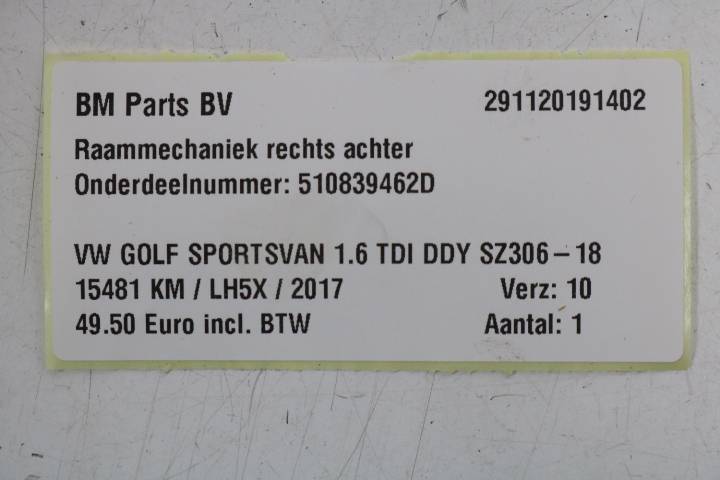 BM Parts BV 291120191402
Raammechaniek rechts achter
Onderdeelnummer: 510839462D
VW GOLF SPORTSVAN 1.6 TDI DDY SZ306 – 18
15481 KM / LH5X / 2017 Verz: 10
49.50 Euro incl. BTW Aantal: 1